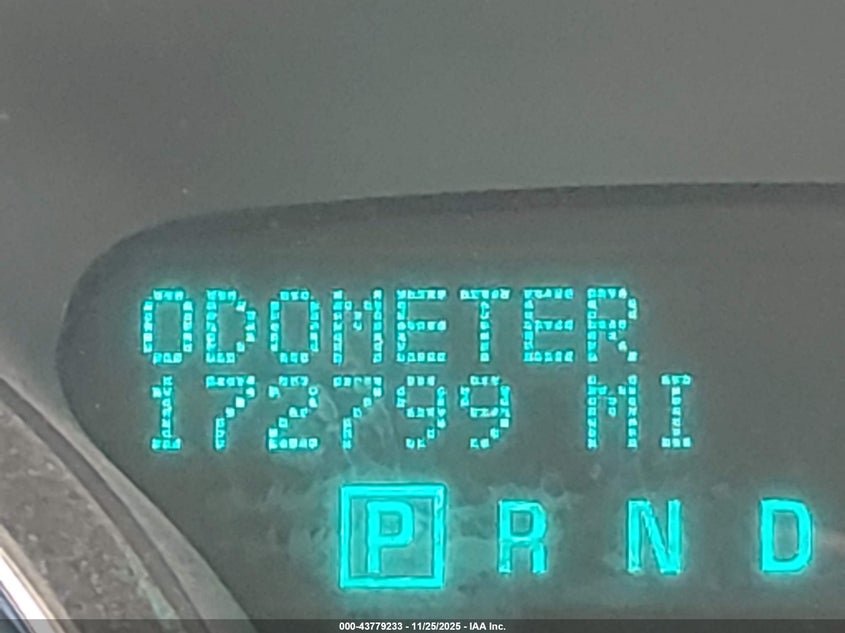 ODOMETER
172799 MI
P R N D
000-43779233 - 11/25/2025 - IAA Inc.